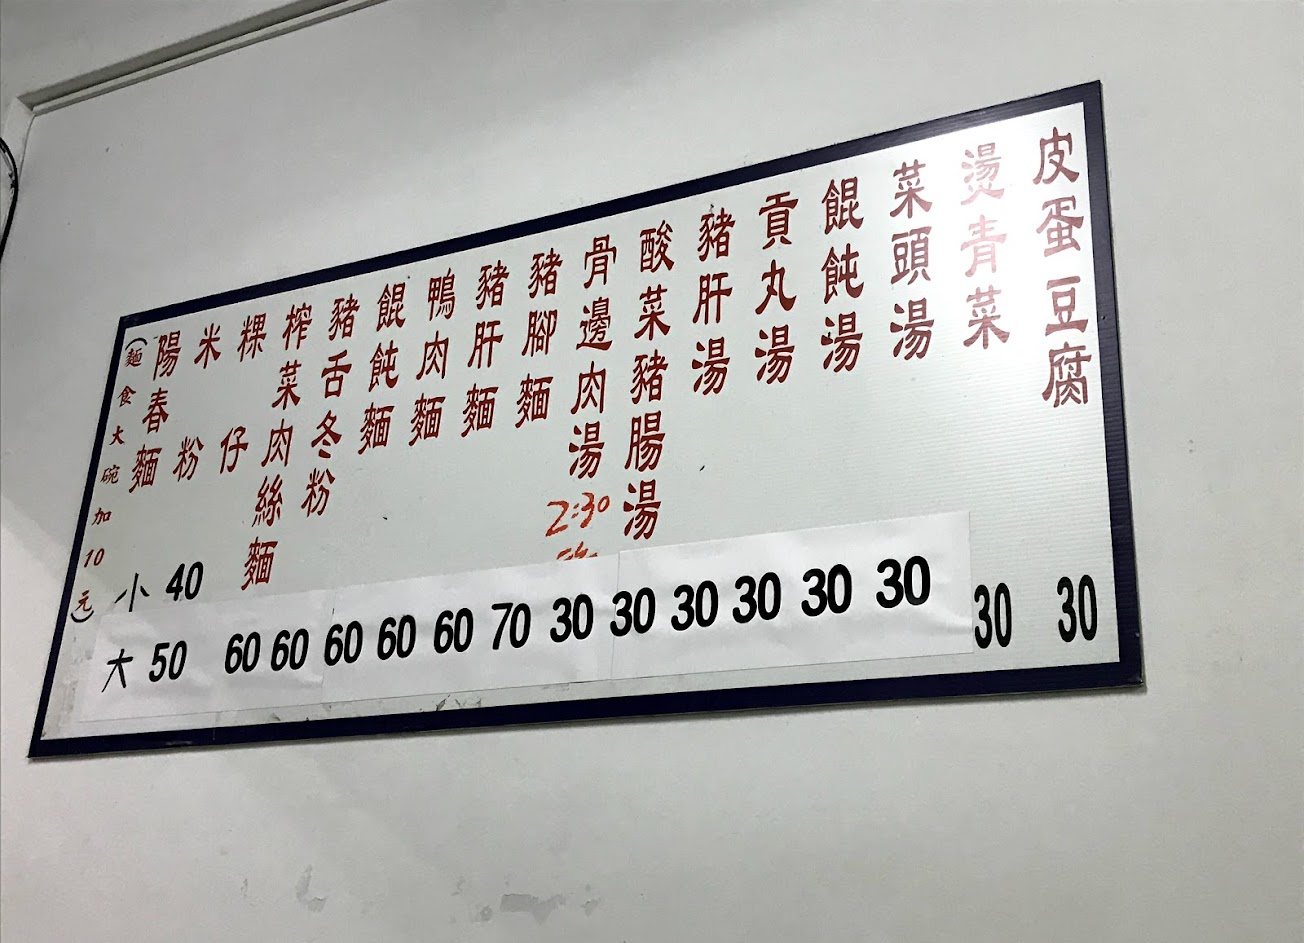 皮蛋豆腐
燙青菜
菜頭湯
餛飩湯
貢丸湯
豬肝湯
酸菜豬腸湯
骨邊肉湯 2:30
豬腳麵
豬肝麵
鴨肉麵
餛飩麵
豬舌冬粉
榨菜肉絲麵
粿仔
米粉
陽春麵
(麵食大碗加10元)
小 40
大 50 60 60 60 60 60 70 30 30 30 30 30 30 30 30